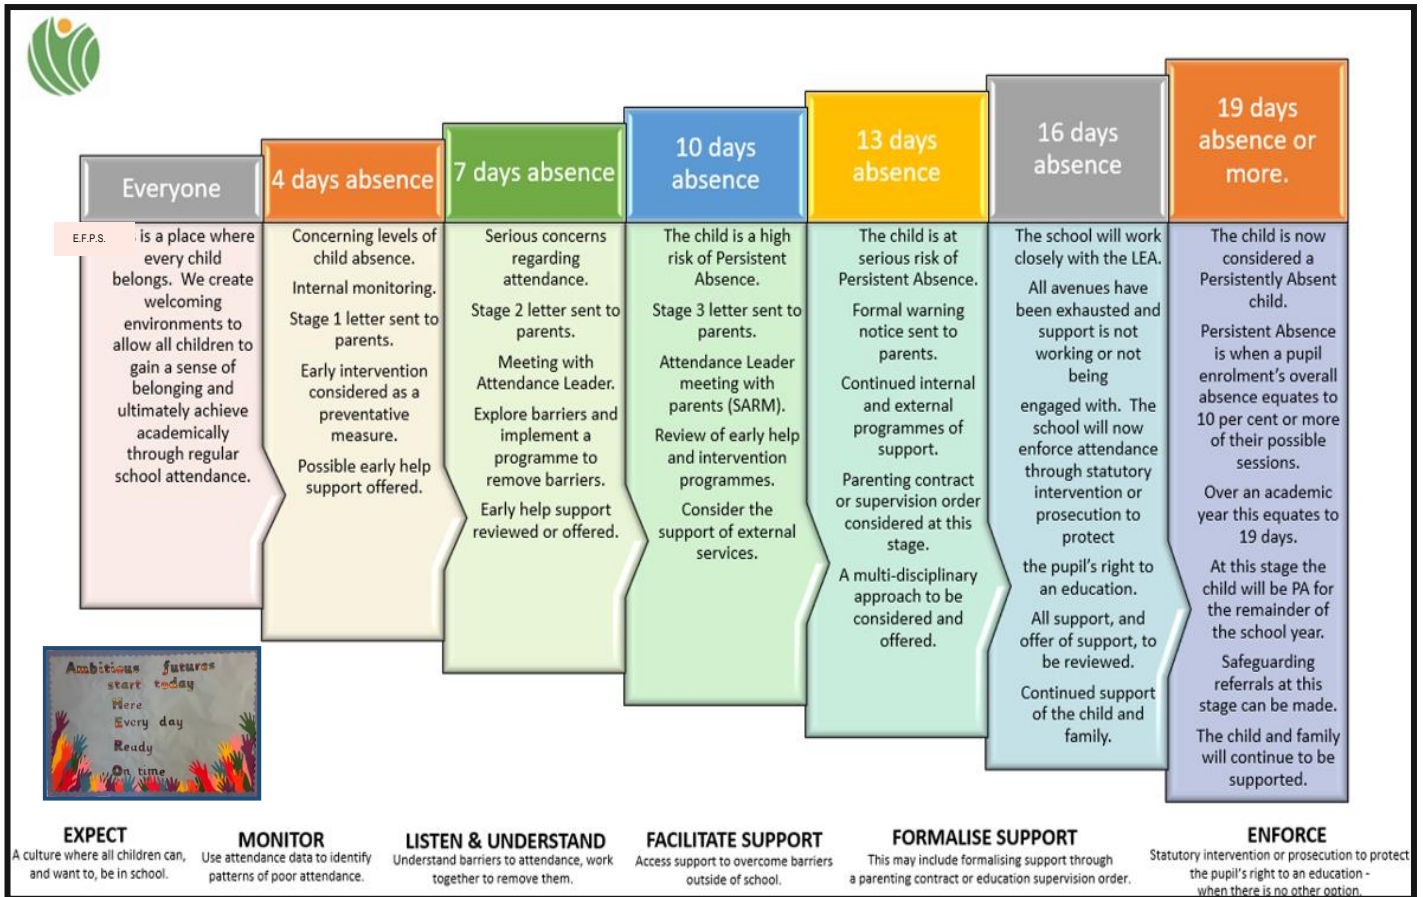 Everyone
E.F.P.S. is a place where
every child
belongs. We create
welcoming
environments to
allow all children to
gain a sense of
belonging and
ultimately achieve
academically
through regular
school attendance.
4 days absence
Concerning levels of
child absence.
Internal monitoring.
Stage 1 letter sent to
parents.
Early intervention
considered as a
preventative
measure.
Possible early help
support offered.
7 days absence
Serious concerns
regarding
attendance.
Stage 2 letter sent to
parents.
Meeting with
Attendance Leader.
Explore barriers and
implement a
programme to
remove barriers.
Early help support
reviewed or offered.
10 days
absence
The child is a high
risk of Persistent
Absence.
Stage 3 letter sent to
parents.
Attendance Leader
meeting with
parents (SARM).
Review of early help
and intervention
programmes.
Consider the
support of external
services.
13 days
absence
The child is at
serious risk of
Persistent Absence.
Formal warning
notice sent to
parents.
Continued internal
and external
programmes of
support.
Parenting contract
or supervision order
considered at this
stage.
A multi-disciplinary
approach to be
considered and
offered.
16 days
absence
The school will work
closely with the LEA.
All avenues have
been exhausted and
support is not
working or not
being
engaged with. The
school will now
enforce attendance
through statutory
intervention or
prosecution to
protect
the pupil's right to
an education.
All support, and
offer of support, to
be reviewed.
Continued support
of the child and
family.
19 days
absence or
more.
The child is now
considered a
Persistently Absent
child.
Persistent Absence
is when a pupil
enrolment's overall
absence equates to
10 per cent or more
of their possible
sessions.
Over an academic
year this equates to
19 days.
At this stage the
child will be PA for
the remainder of
the school year.
Safeguarding
referrals at this
stage can be made.
The child and family
will continue to be
supported.
Ambitious futures
start today
Here
Every day
Ready
On time
EXPECT
A culture where all children can,
and want to, be in school.
MONITOR
Use attendance data to identify
patterns of poor attendance.
LISTEN & UNDERSTAND
Understand barriers to attendance, work
together to remove them.
FACILITATE SUPPORT
Access support to overcome barriers
outside of school.
FORMALISE SUPPORT
This may include formalising support through
a parenting contract or education supervision order.
ENFORCE
Statutory intervention or prosecution to protect
the pupil's right to an education -
when there is no other option.